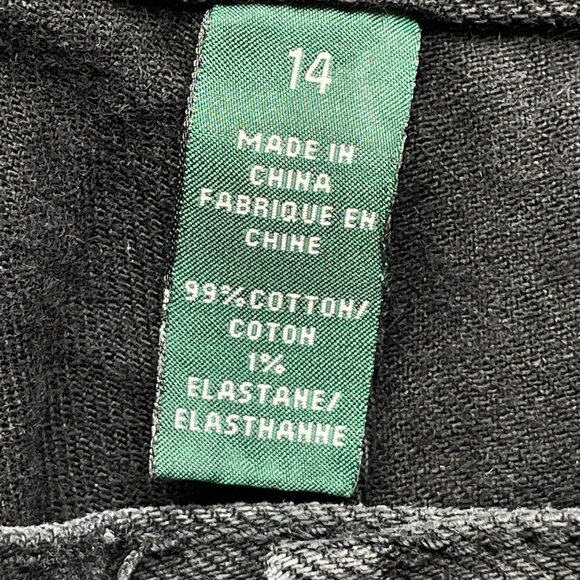 14
MADE IN
CHINA
FABRIQUE EN
CHINE
99%COTTON/
COTON
1%
ELASTANE/
ELASTHANNE